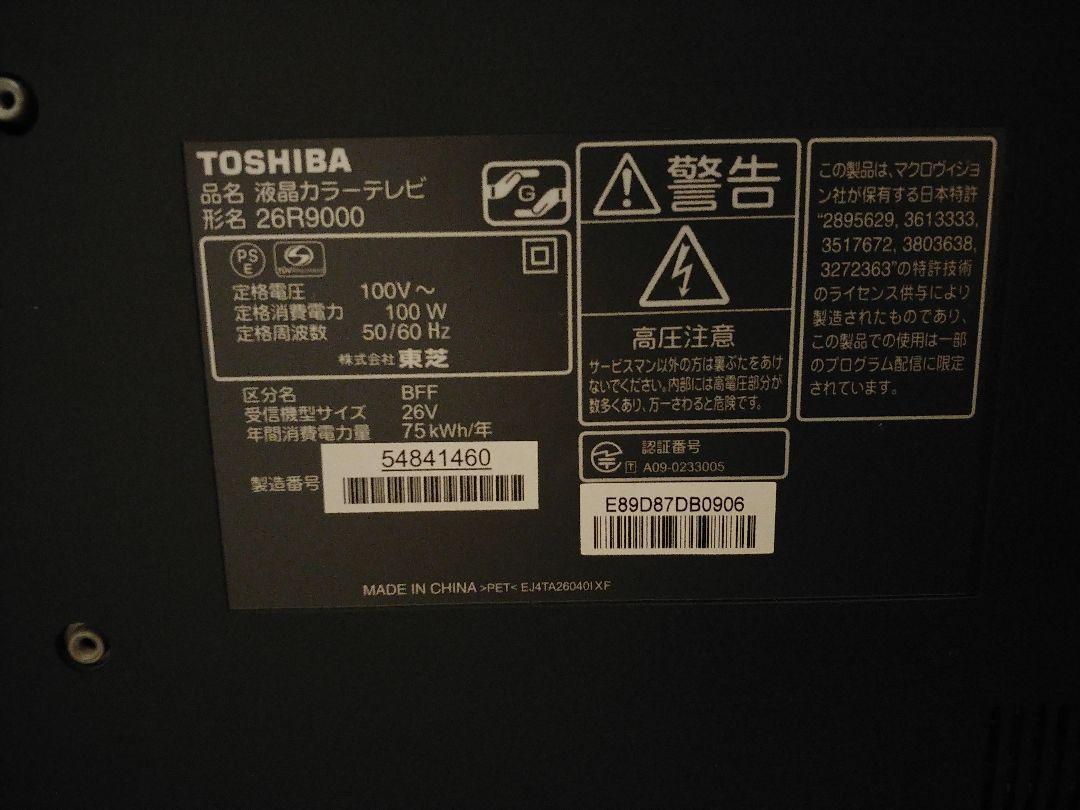 TOSHIBA
品名 液晶カラーテレビ
形名 26R9000
G
PS
E
定格電圧 100V～
定格消費電力 100 W
定格周波数 50/60 Hz
株式会社 東芝
区分名 BFF
受信機型サイズ 26V
年間消費電力量 75 kWh/年
製造番号 54841460
警告
高圧注意
サービスマン以外の方は裏ぶたをあけ
ないでください。内部には高電圧部分が
数多くあり、万一さわると危険です。
認証番号
T A09-0233005
E89D87DB0906
この製品は、マクロヴィジョ
ン社が保有する日本特許
"2895629, 3613333,
3517672, 3803638,
3272363"の特許技術
のライセンス供与により
製造されたものであり、
この製品での使用は一部
のプログラム配信に限定
されています。
MADE IN CHINA >PET< EJ4TA26040IXF